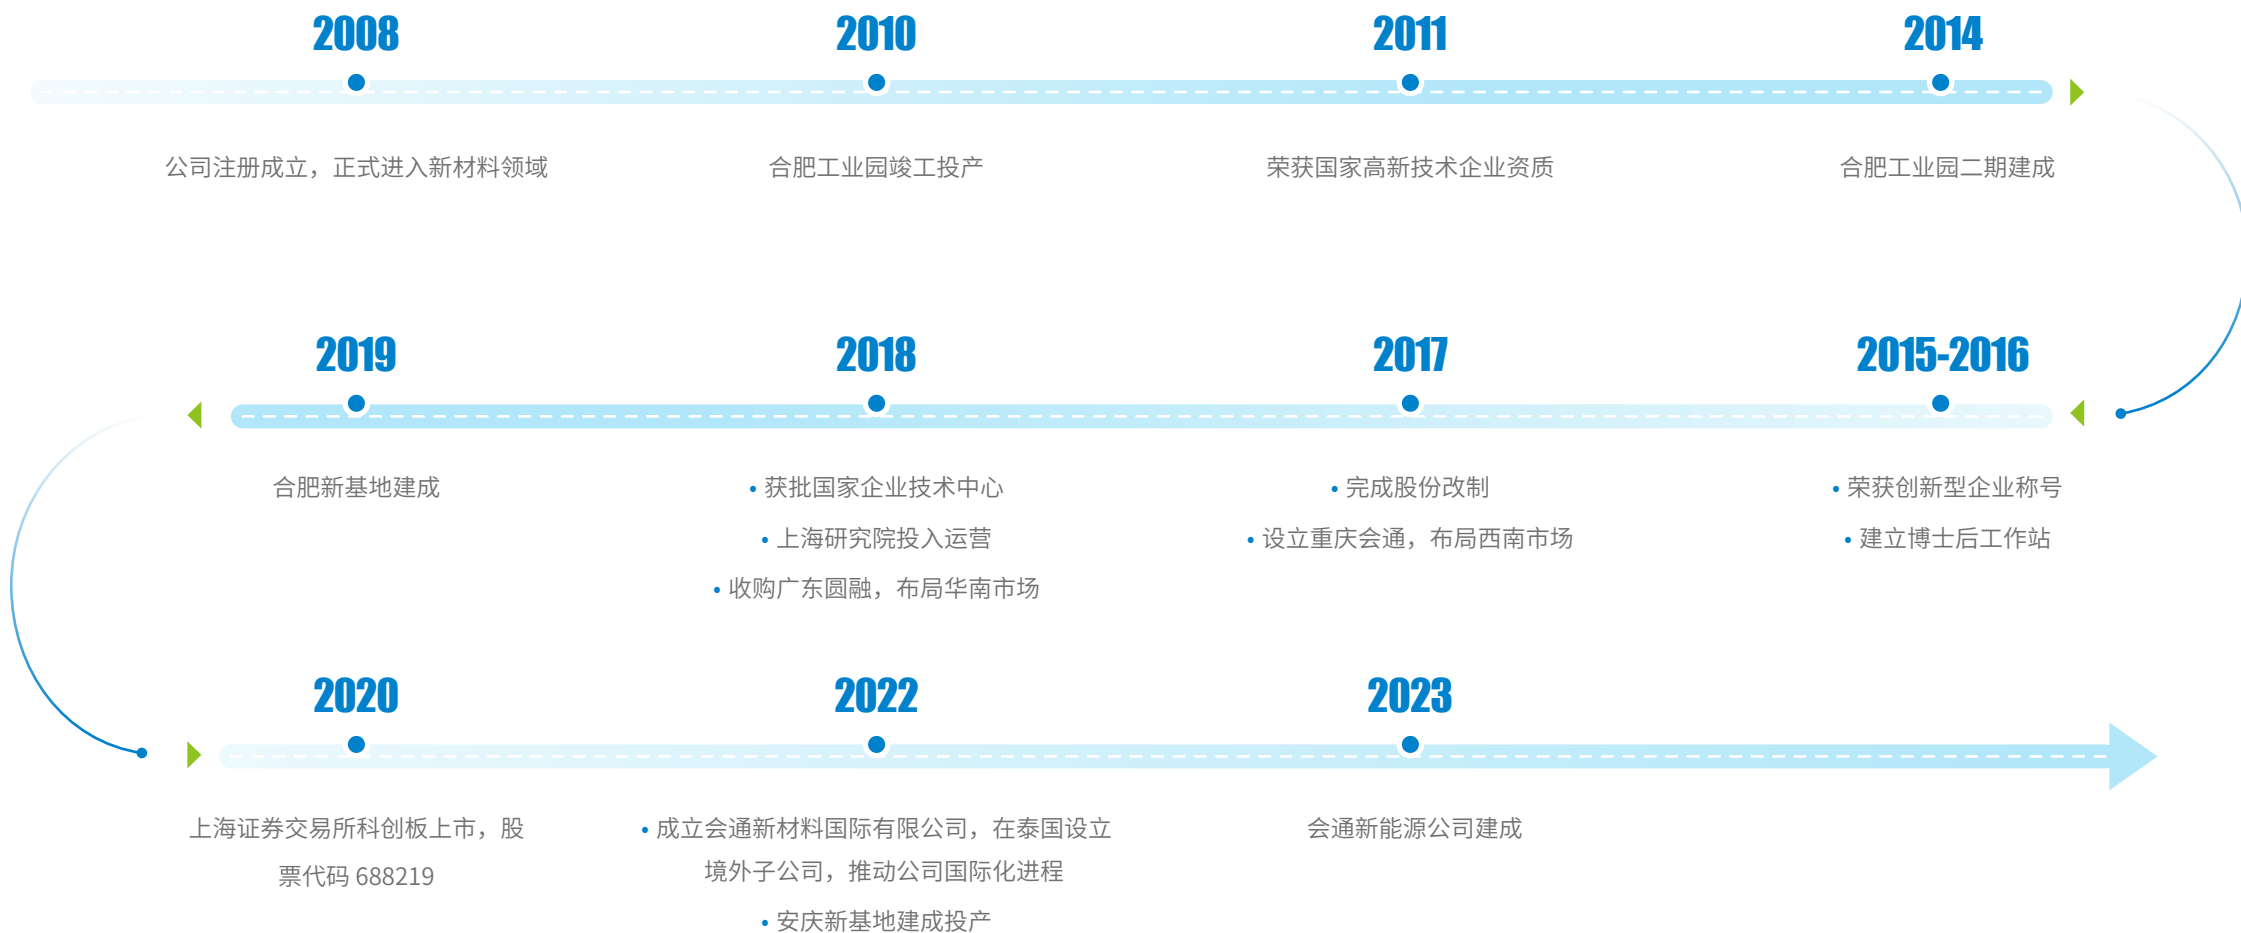 2008
公司注册成立，正式进入新材料领域
2010
合肥工业园竣工投产
2011
荣获国家高新技术企业资质
2014
合肥工业园二期建成
2015-2016
• 荣获创新型企业称号
• 建立博士后工作站
2017
• 完成股份改制
• 设立重庆会通，布局西南市场
2018
• 获批国家企业技术中心
• 上海研究院投入运营
• 收购广东圆融，布局华南市场
2019
合肥新基地建成
2020
上海证券交易所科创板上市，股
票代码 688219
2022
• 成立会通新材料国际有限公司，在泰国设立
境外子公司，推动公司国际化进程
• 安庆新基地建成投产
2023
会通新能源公司建成